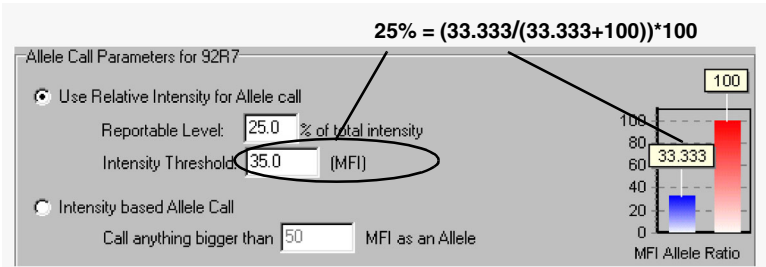 25% = (33.333/(33.333+100))*100
Allele Call Parameters for 92R7
Use Relative Intensity for Allele call
Reportable Level: 25.0 % of total intensity
Intensity Threshold: 35.0 (MFI)
Intensity based Allele Call
Call anything bigger than 50 MFI as an Allele
100
100
80
33.333
60
40
20
0
MFI Allele Ratio